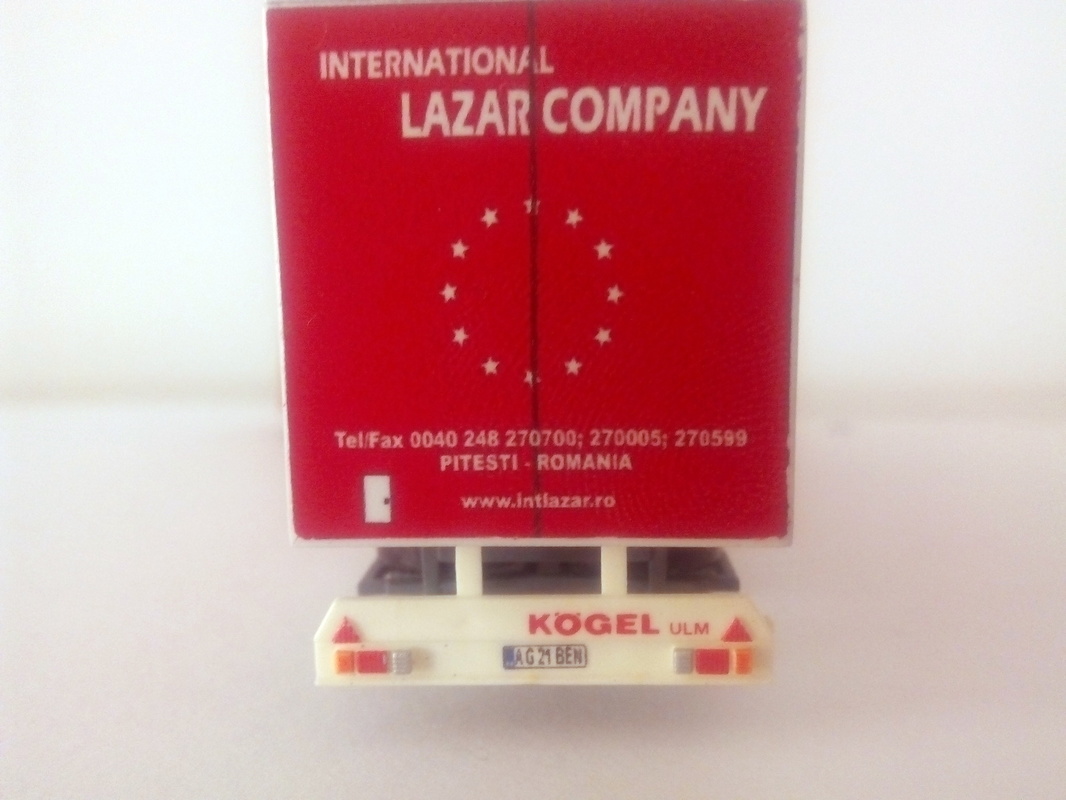 INTERNATIONAL
LAZAR COMPANY
Tel/Fax 0040 248 270700; 270005; 270599
PITESTI - ROMANIA
www.intlazar.ro
KÖGEL ULM
AG 21 BEN